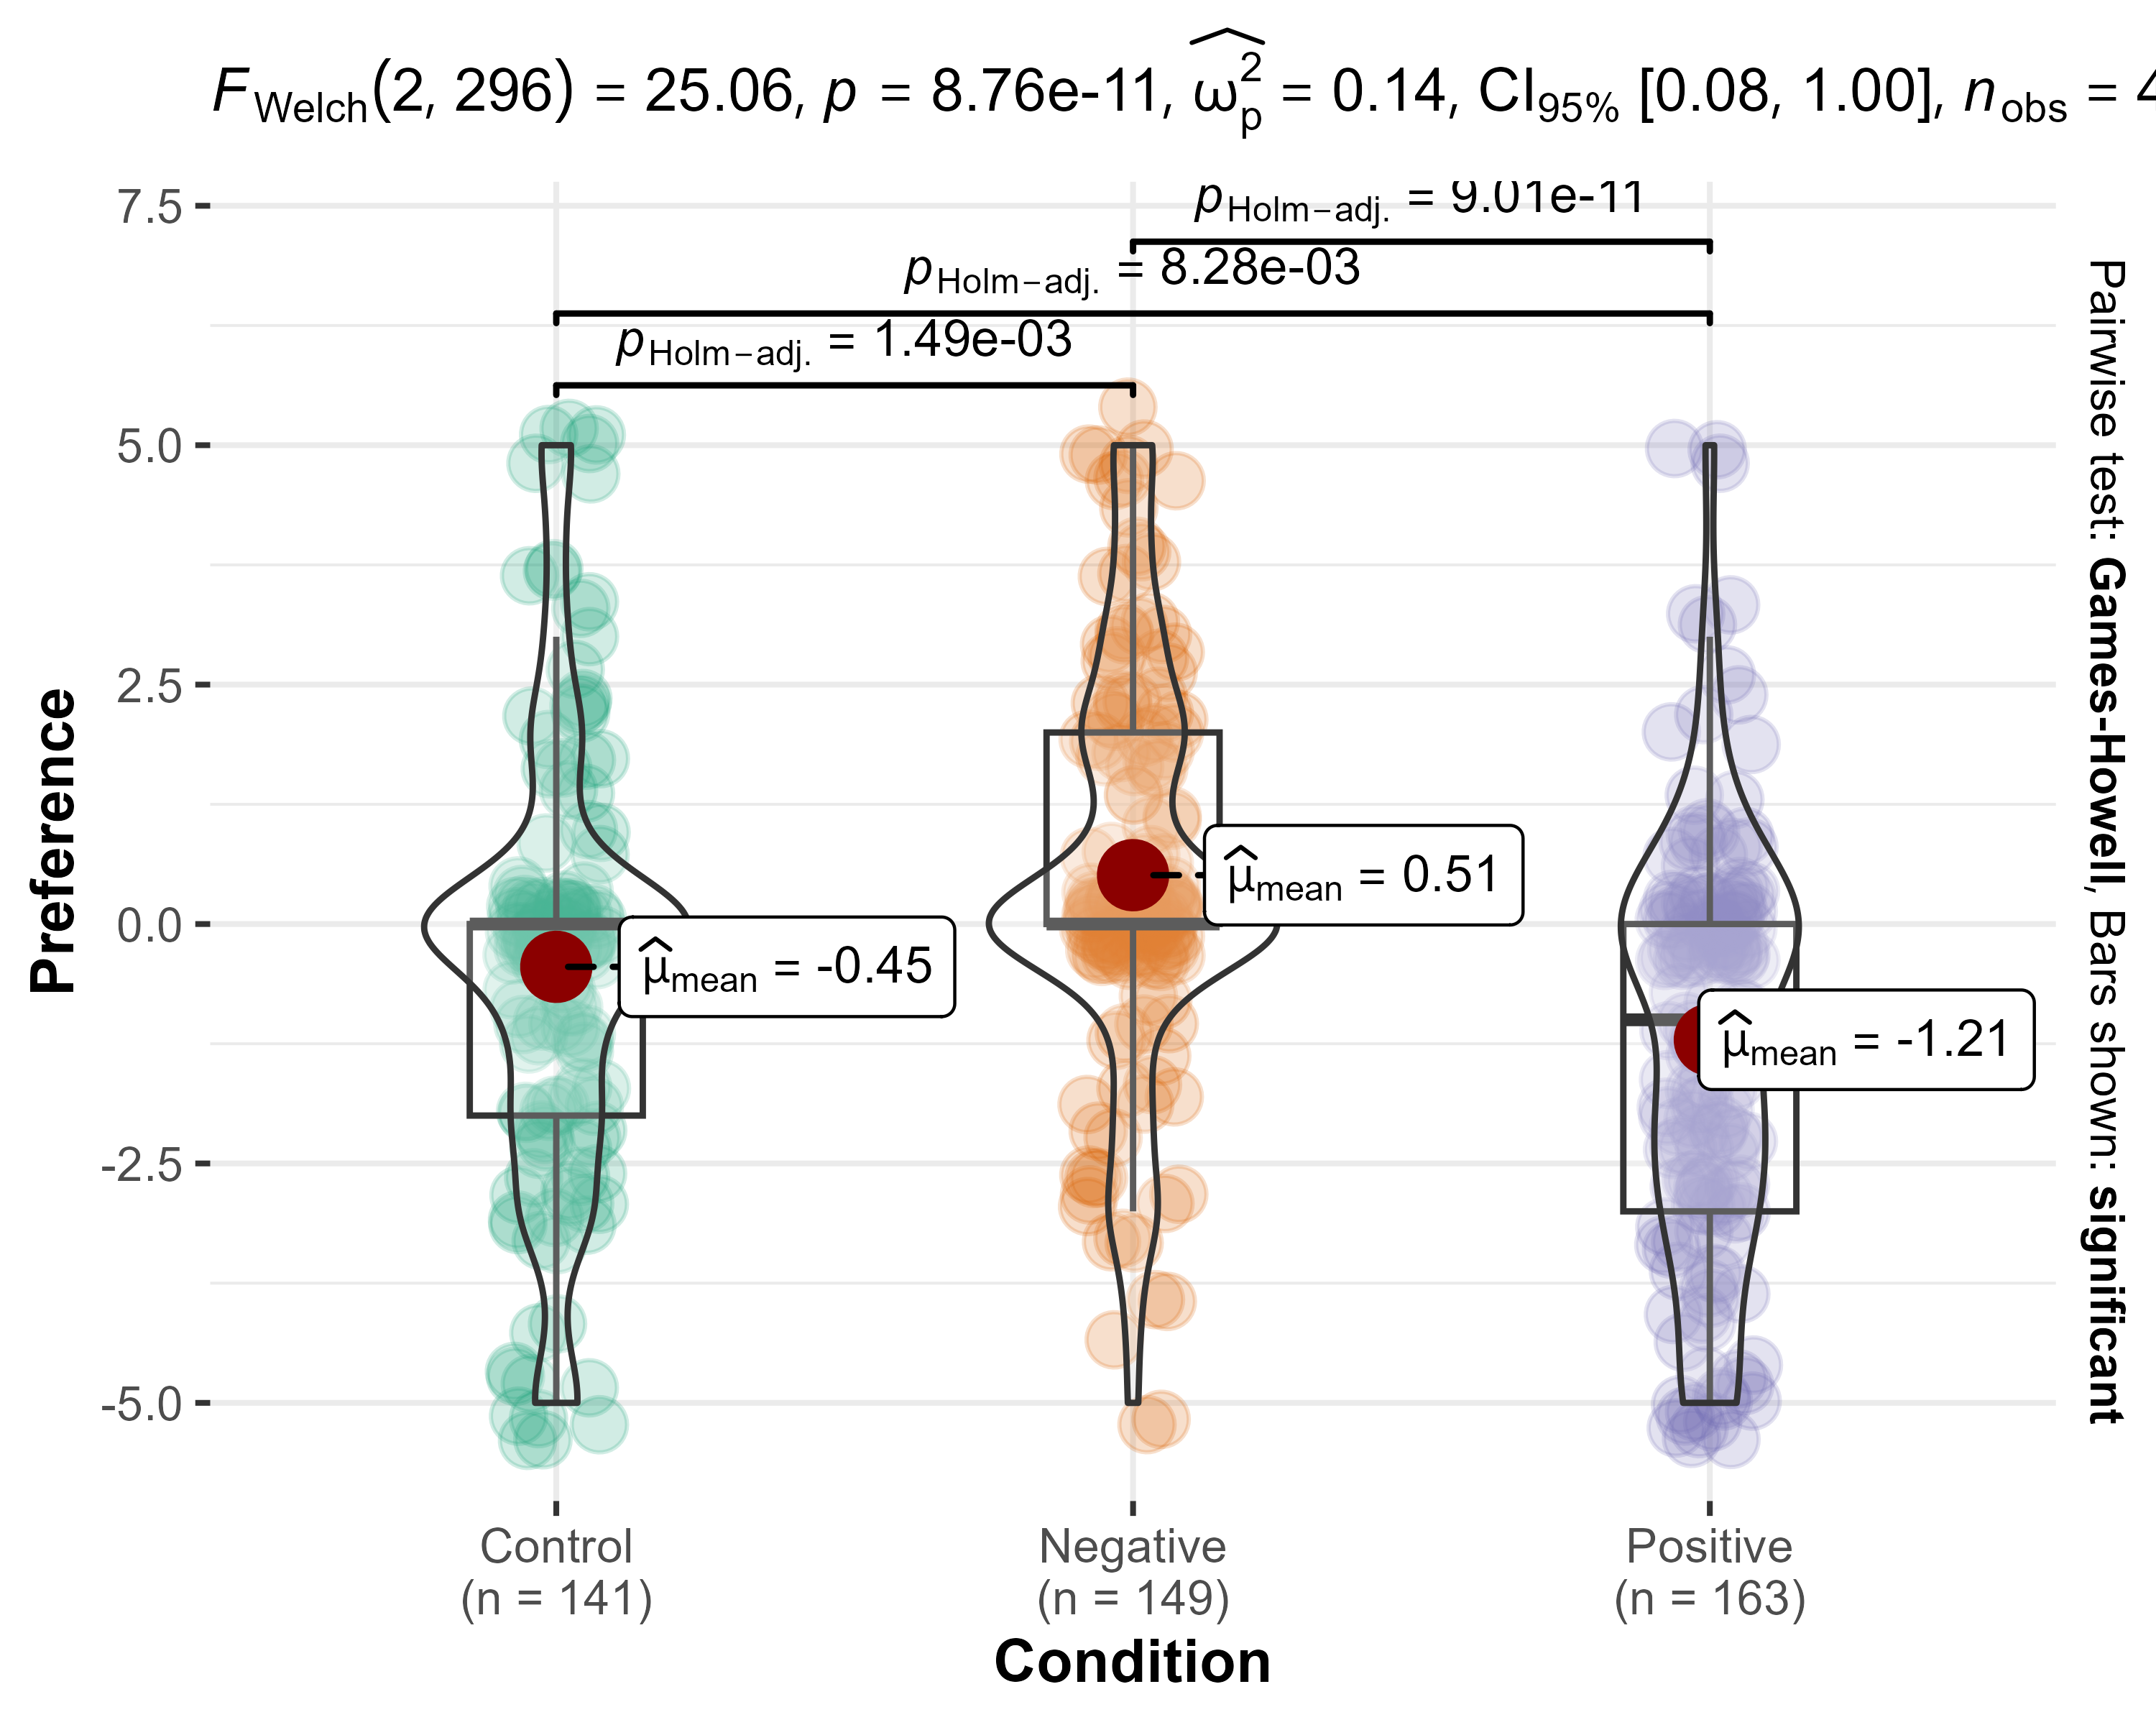 F Welch(2, 296) = 25.06, p = 8.76e-11, ω̂²p = 0.14, CI95% [0.08, 1.00], nobs = 4
7.5
5.0
2.5
0.0
-2.5
-5.0
Preference
pHolm−adj. = 9.01e-11
pHolm−adj. = 8.28e-03
pHolm−adj. = 1.49e-03
μ̂mean = 0.51
μ̂mean = -0.45
μ̂mean = -1.21
Pairwise test: Games-Howell, Bars shown: significant
Control
(n = 141)
Negative
(n = 149)
Positive
(n = 163)
Condition